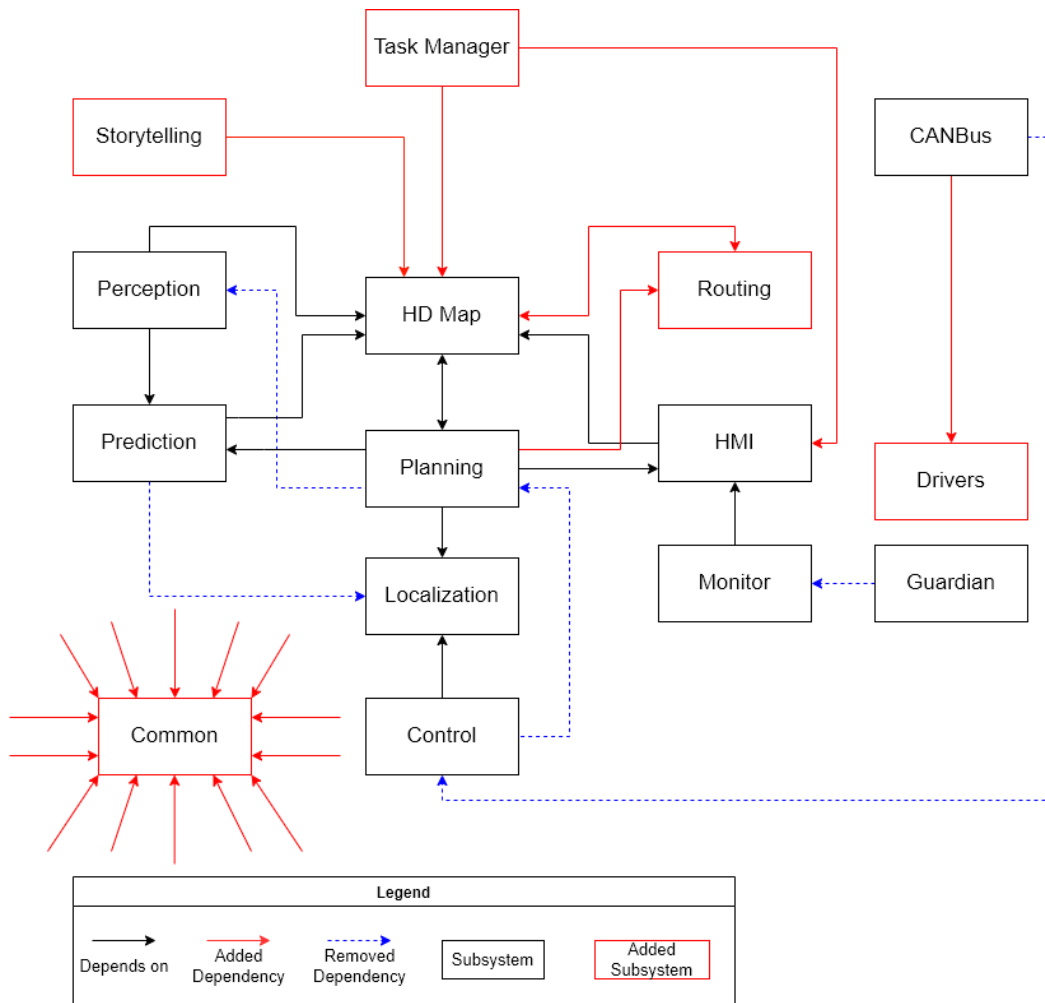 Task Manager
Storytelling
CANBus
Perception
HD Map
Routing
Prediction
Planning
HMI
Drivers
Localization
Monitor
Guardian
Common
Control
Legend
Depends on
Added
Dependency
Removed
Dependency
Subsystem
Added
Subsystem